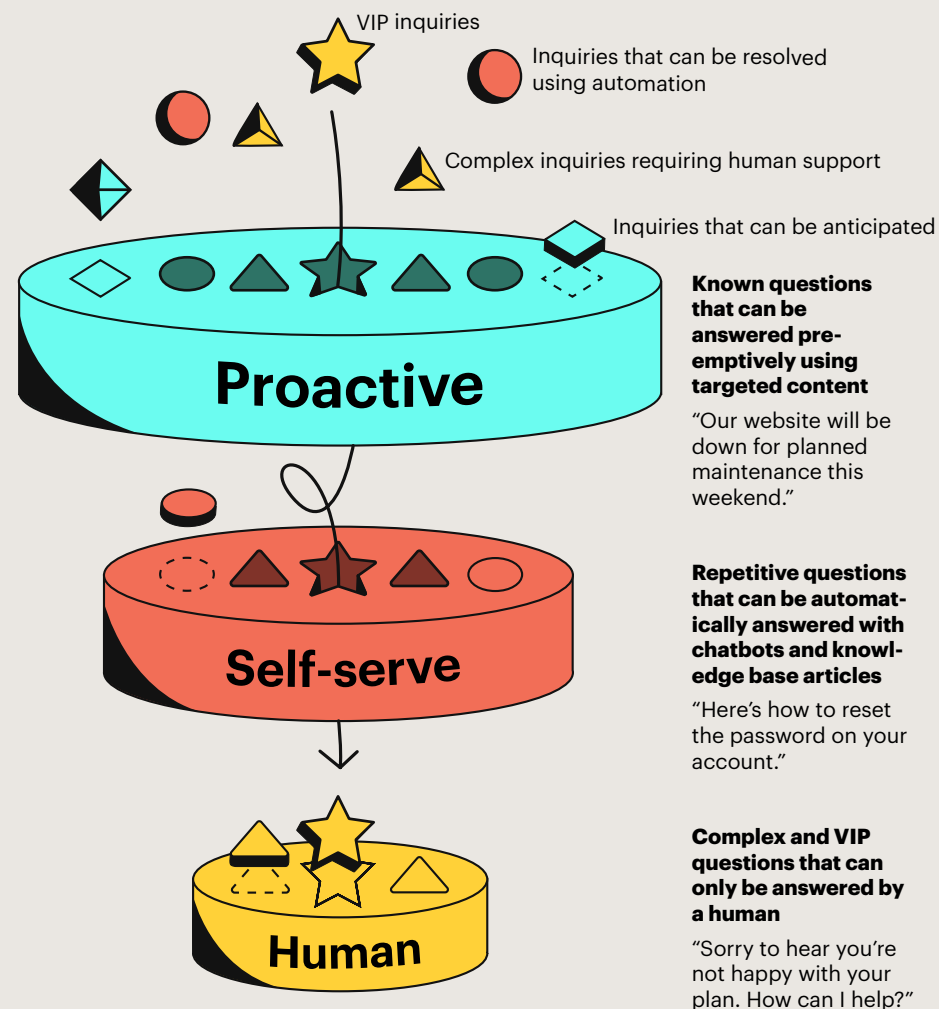 VIP inquiries
Inquiries that can be resolved
using automation
Complex inquiries requiring human support
Inquiries that can be anticipated
Proactive
Known questions
that can be
answered pre-
emptively using
targeted content
“Our website will be
down for planned
maintenance this
weekend.”
Self-serve
Repetitive questions
that can be automat-
ically answered with
chatbots and knowl-
edge base articles
“Here’s how to reset
the password on your
account.”
Human
Complex and VIP
questions that can
only be answered by
a human
“Sorry to hear you’re
not happy with your
plan. How can I help?”